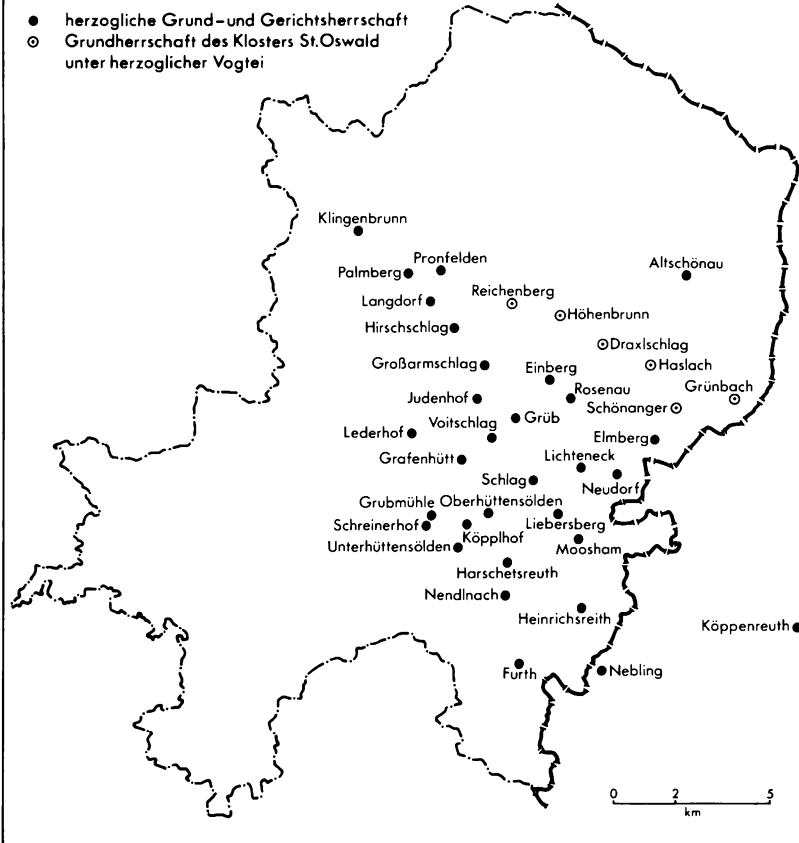 herzogliche Grund-und Gerichtsherrschaft
Grundherrschaft des Klosters St.Oswald
unter herzoglicher Vogtei
Klingenbrunn
Pronfelden
Palmberg
Altschönau
Reichenberg
Langdorf
Höhenbrunn
Hirschschlag
Draxlschlag
Großarmschlag
Einberg
Haslach
Rosenau
Grünbach
Judenhof
Schönanger
Voitschlag
Grüb
Lederhof
Elmberg
Grafenhütt
Lichteneck
Schlag
Neudorf
Grubmühle
Oberhüttensölden
Schreinerhof
Liebersberg
Köpplhof
Unterhüttensölden
Moosham
Harschetsreuth
Nendlnach
Heinrichsreith
Köppenreuth
Furth
Nebling
0 2 5
km